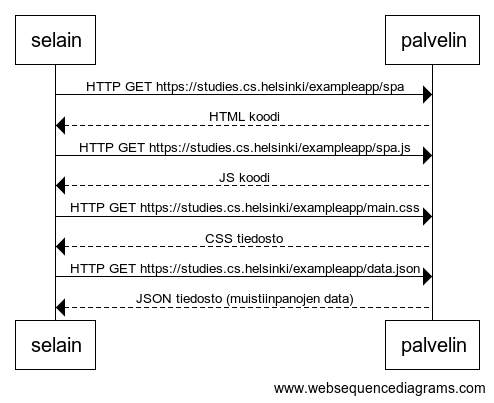 selain palvelin
HTTP GET https://studies.cs.helsinki/exampleapp/spa
HTML koodi
HTTP GET https://studies.cs.helsinki/exampleapp/spa.js
JS koodi
HTTP GET https://studies.cs.helsinki/exampleapp/main.css
CSS tiedosto
HTTP GET https://studies.cs.helsinki/exampleapp/data.json
JSON tiedosto (muistiinpanojen data)
selain palvelin
www.websequencediagrams.com